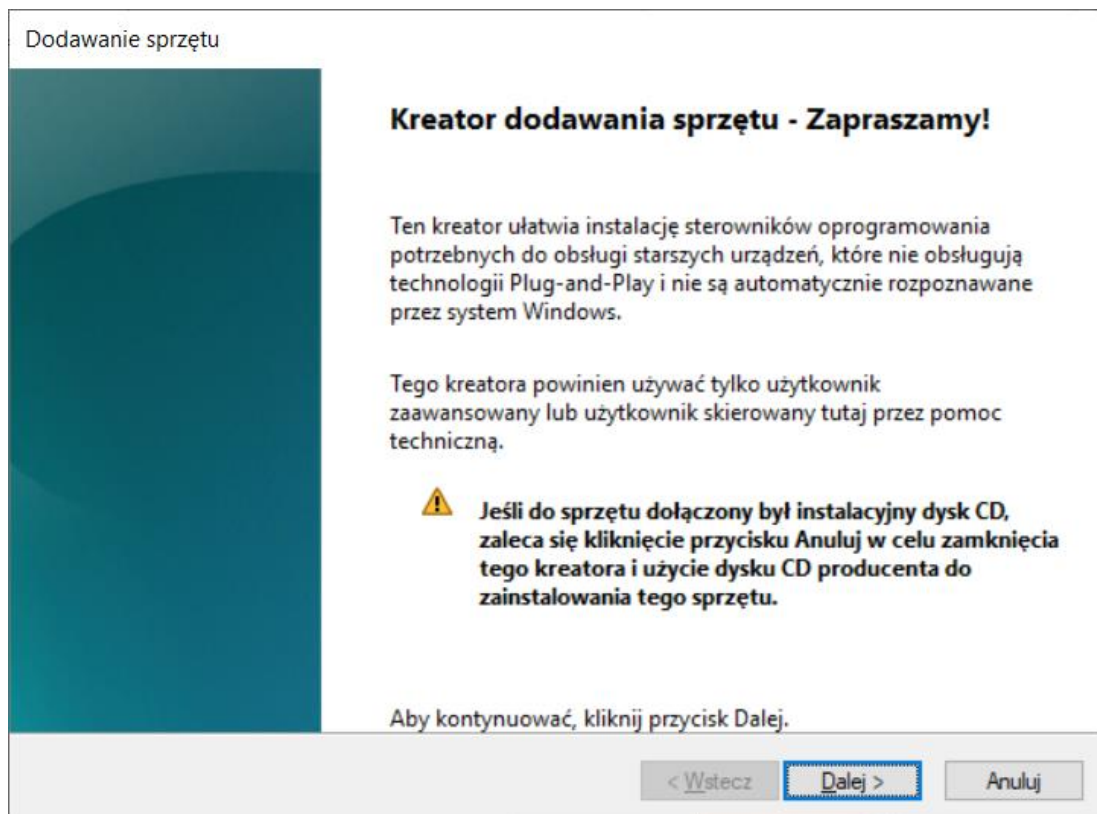 Dodawanie sprzętu
Kreator dodawania sprzętu - Zapraszamy!
Ten kreator ułatwia instalację sterowników oprogramowania
potrzebnych do obsługi starszych urządzeń, które nie obsługują
technologii Plug-and-Play i nie są automatycznie rozpoznawane
przez system Windows.
Tego kreatora powinien używać tylko użytkownik
zaawansowany lub użytkownik skierowany tutaj przez pomoc
techniczną.
Jeśli do sprzętu dołączony był instalacyjny dysk CD,
zaleca się kliknięcie przycisku Anuluj w celu zamknięcia
tego kreatora i użycie dysku CD producenta do
zainstalowania tego sprzętu.
Aby kontynuować, kliknij przycisk Dalej.
< Wstecz Dalej > Anuluj